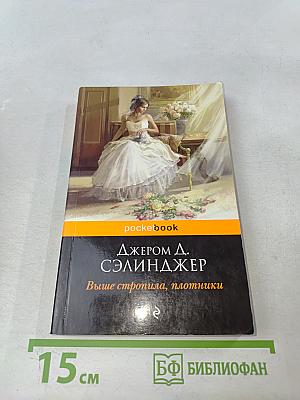 pocketbook
Джером Д.
СЭЛИНДЖЕР
Выше стропила, плотники
15 см
БФ БИБЛИОФАН